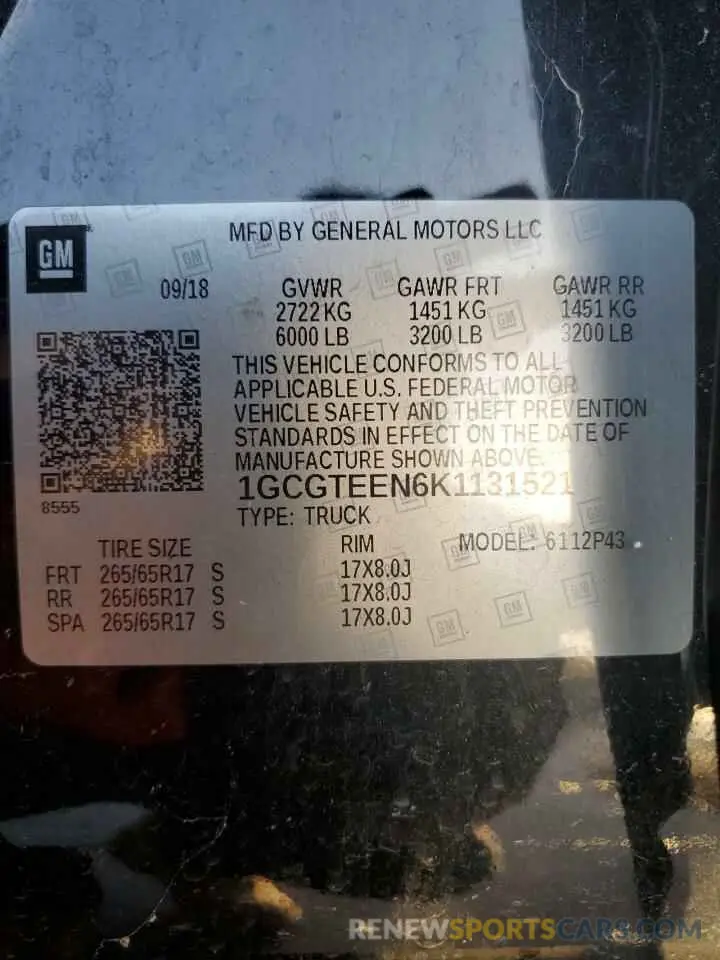 MFD BY GENERAL MOTORS LLC
GM
09/18 GVWR GAWR FRT GAWR RR
2722 KG 1451 KG 1451 KG
6000 LB 3200 LB 3200 LB
THIS VEHICLE CONFORMS TO ALL
APPLICABLE U.S. FEDERAL MOTOR
VEHICLE SAFETY AND THEFT PREVENTION
STANDARDS IN EFFECT ON THE DATE OF
MANUFACTURE SHOWN ABOVE.
1GCGTEEN6K1131521
8555
TYPE: TRUCK
TIRE SIZE RIM MODEL: 6112P43
FRT 265/65R17 S 17X8.0J
RR 265/65R17 S 17X8.0J
SPA 265/65R17 S 17X8.0J
RENEWSPORTSCARS.COM